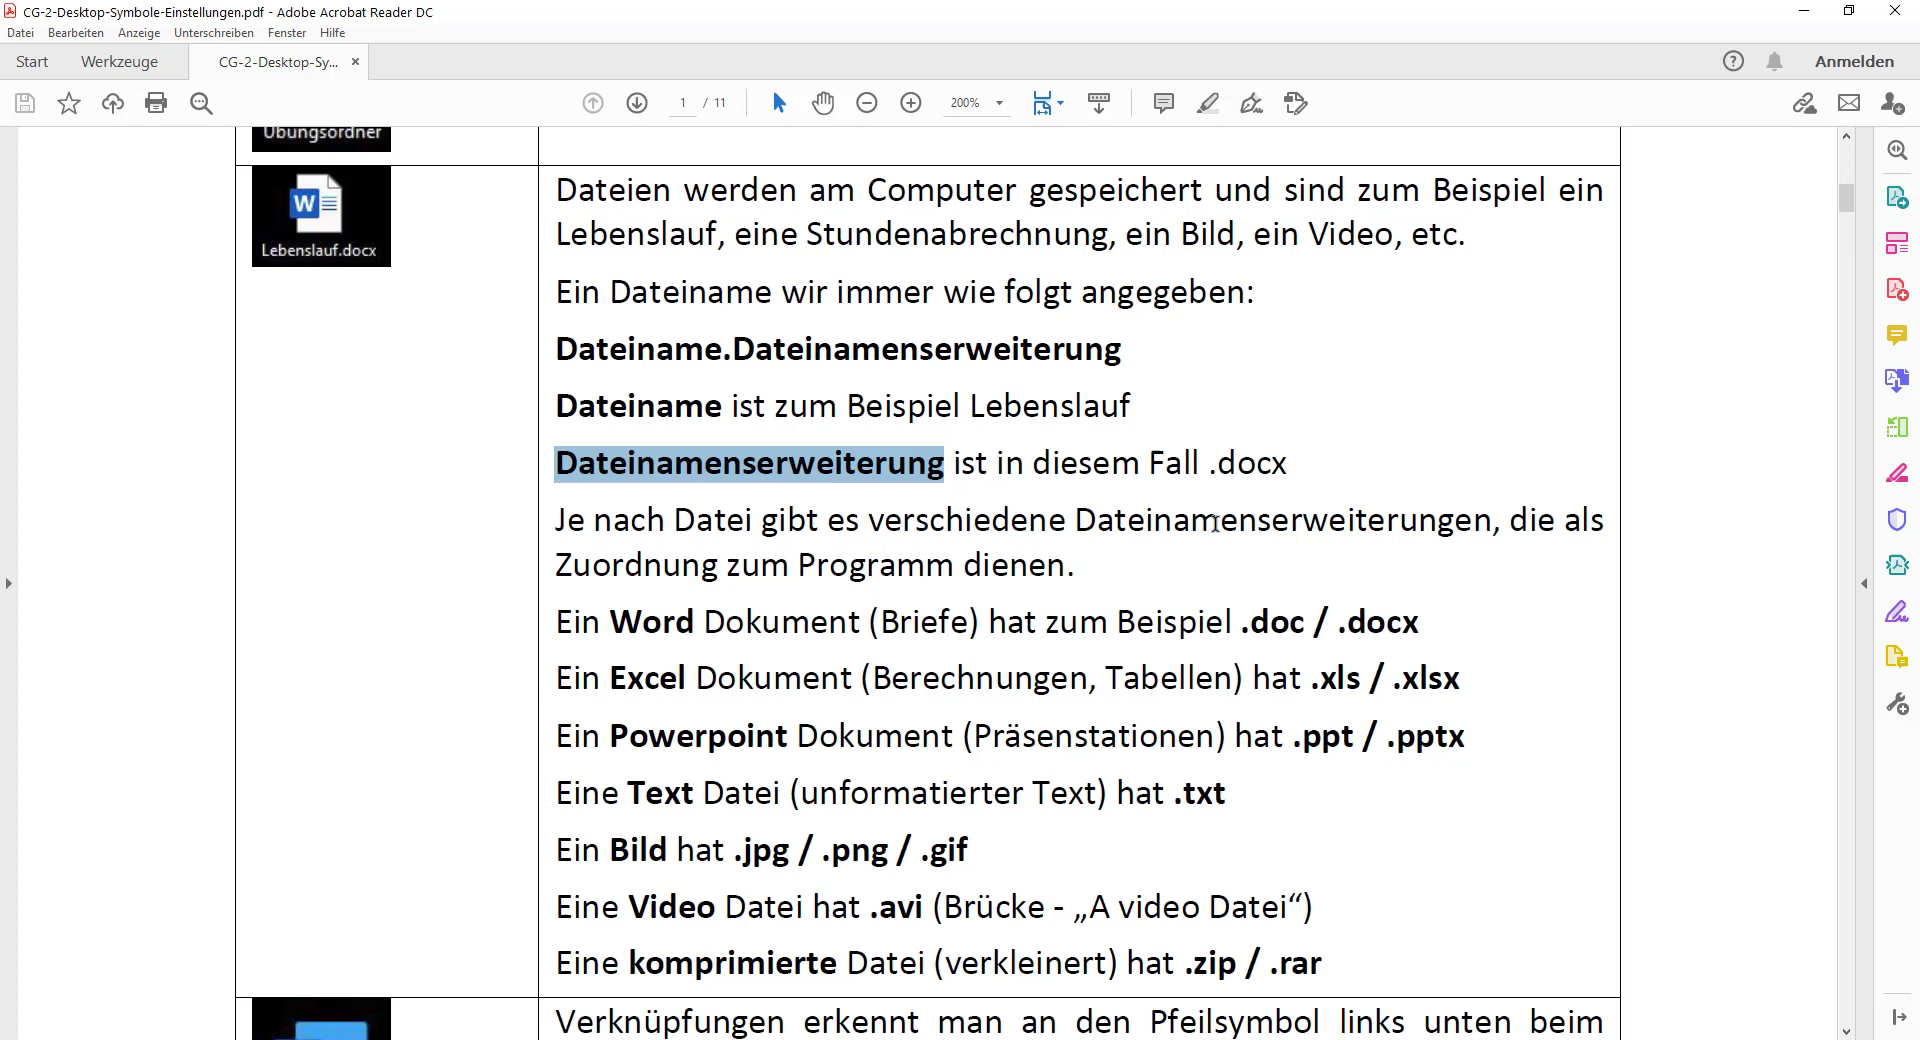 CG-2-Desktop-Symbole-Einstellungen.pdf - Adobe Acrobat Reader DC
Datei Bearbeiten Anzeige Unterschreiben Fenster Hilfe
Start Werkzeuge CG-2-Desktop-Sy... × Anmelden
1 / 11 200%
Übungsordner
W
Lebenslauf.docx
Dateien werden am Computer gespeichert und sind zum Beispiel ein
Lebenslauf, eine Stundenabrechnung, ein Bild, ein Video, etc.
Ein Dateiname wir immer wie folgt angegeben:
Dateiname.Dateinamenserweiterung
Dateiname ist zum Beispiel Lebenslauf
Dateinamenserweiterung ist in diesem Fall .docx
Je nach Datei gibt es verschiedene Dateinamenserweiterungen, die als
Zuordnung zum Programm dienen.
Ein Word Dokument (Briefe) hat zum Beispiel .doc / .docx
Ein Excel Dokument (Berechnungen, Tabellen) hat .xls / .xlsx
Ein Powerpoint Dokument (Präsenstationen) hat .ppt / .pptx
Eine Text Datei (unformatierter Text) hat .txt
Ein Bild hat .jpg / .png / .gif
Eine Video Datei hat .avi (Brücke - „A video Datei“)
Eine komprimierte Datei (verkleinert) hat .zip / .rar
Verknüpfungen erkennt man an den Pfeilsymbol links unten beim